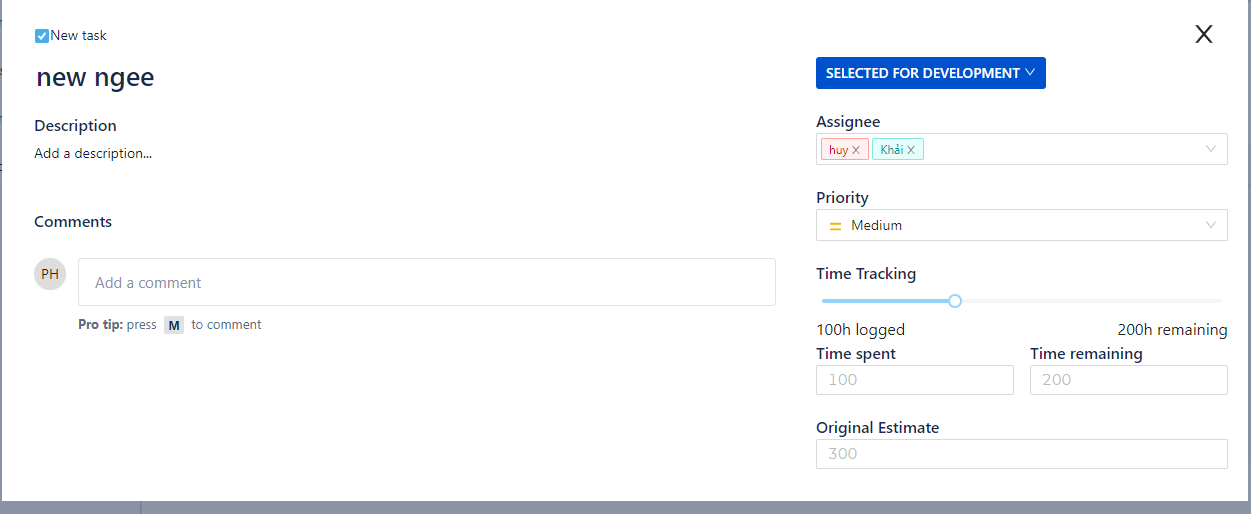 New task
new ngee
Description
Add a description...
Comments
PH
Add a comment
Pro tip: press M to comment
X
SELECTED FOR DEVELOPMENT
Assignee
huy X Khải X
Priority
Medium
Time Tracking
100h logged 200h remaining
Time spent Time remaining
100 200
Original Estimate
300